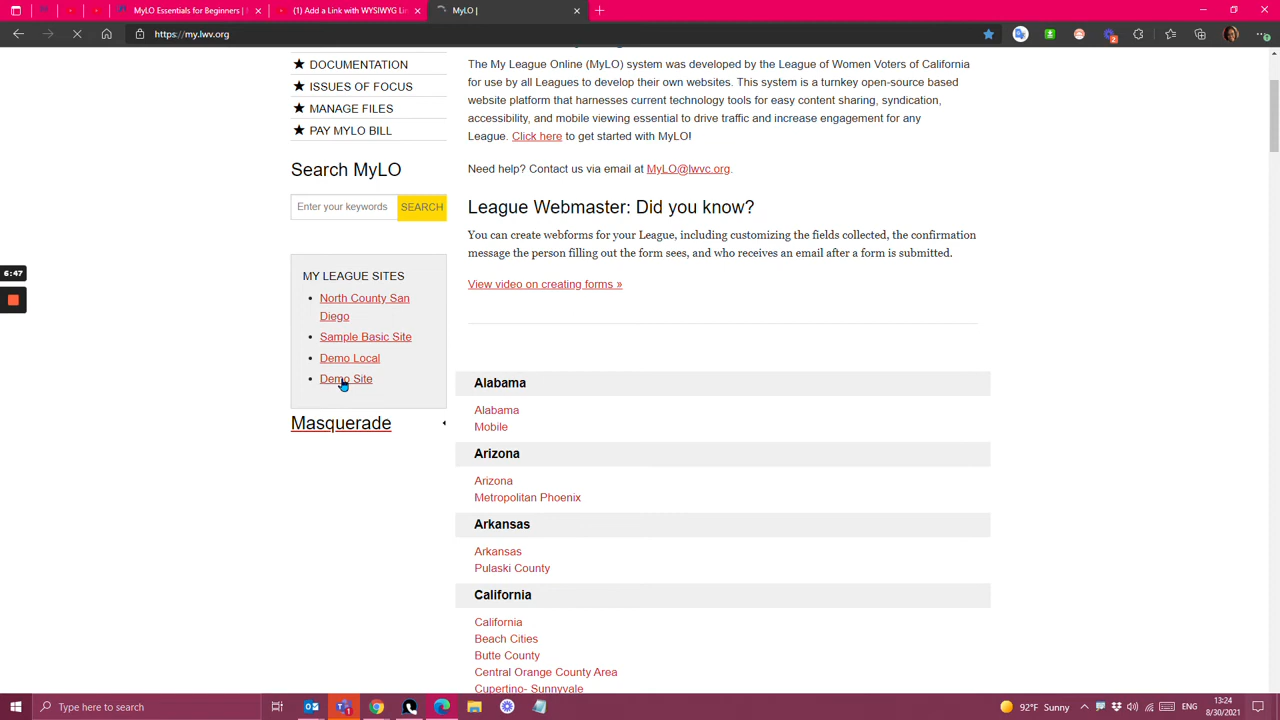 MyLO Essentials for Beginners |
(1) Add a Link with WYSIWYG Lin
MyLO |
https://my.lwv.org
2
DOCUMENTATION
ISSUES OF FOCUS
MANAGE FILES
PAY MYLO BILL
Search MyLO
Enter your keywords
SEARCH
6:47
MY LEAGUE SITES
North County San
Diego
Sample Basic Site
Demo Local
Demo Site
Masquerade
The My League Online (MyLO) system was developed by the League of Women Voters of California
for use by all Leagues to develop their own websites. This system is a turnkey open-source based
website platform that harnesses current technology tools for easy content sharing, syndication,
accessibility, and mobile viewing essential to drive traffic and increase engagement for any
League. Click here to get started with MyLO!
Need help? Contact us via email at MyLO@lwvc.org.
League Webmaster: Did you know?
You can create webforms for your League, including customizing the fields collected, the confirmation
message the person filling out the form sees, and who receives an email after a form is submitted.
View video on creating forms »
Alabama
Alabama
Mobile
Arizona
Arizona
Metropolitan Phoenix
Arkansas
Arkansas
Pulaski County
California
California
Beach Cities
Butte County
Central Orange County Area
Cupertino- Sunnyvale
Type here to search
92°F Sunny
ENG
13:24
8/30/2021